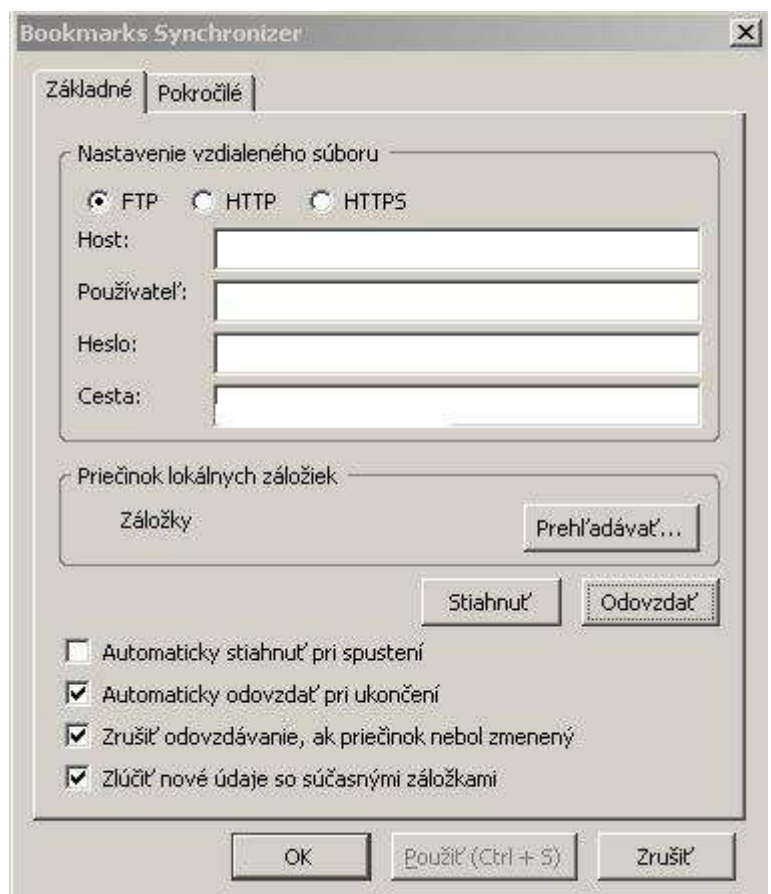 Bookmarks Synchronizer
Základné Pokročilé
Nastavenie vzdialeného súboru
FTP HTTP HTTPS
Host:
Používateľ:
Heslo:
Cesta:
Priečinok lokálnych záložiek
Záložky Prehľadávať...
Stiahnuť Odovzdať
Automaticky stiahnuť pri spustení
Automaticky odovzdať pri ukončení
Zrušiť odovzdávanie, ak priečinok nebol zmenený
Zlúčiť nové údaje so súčasnými záložkami
OK Použiť (Ctrl + S) Zrušiť